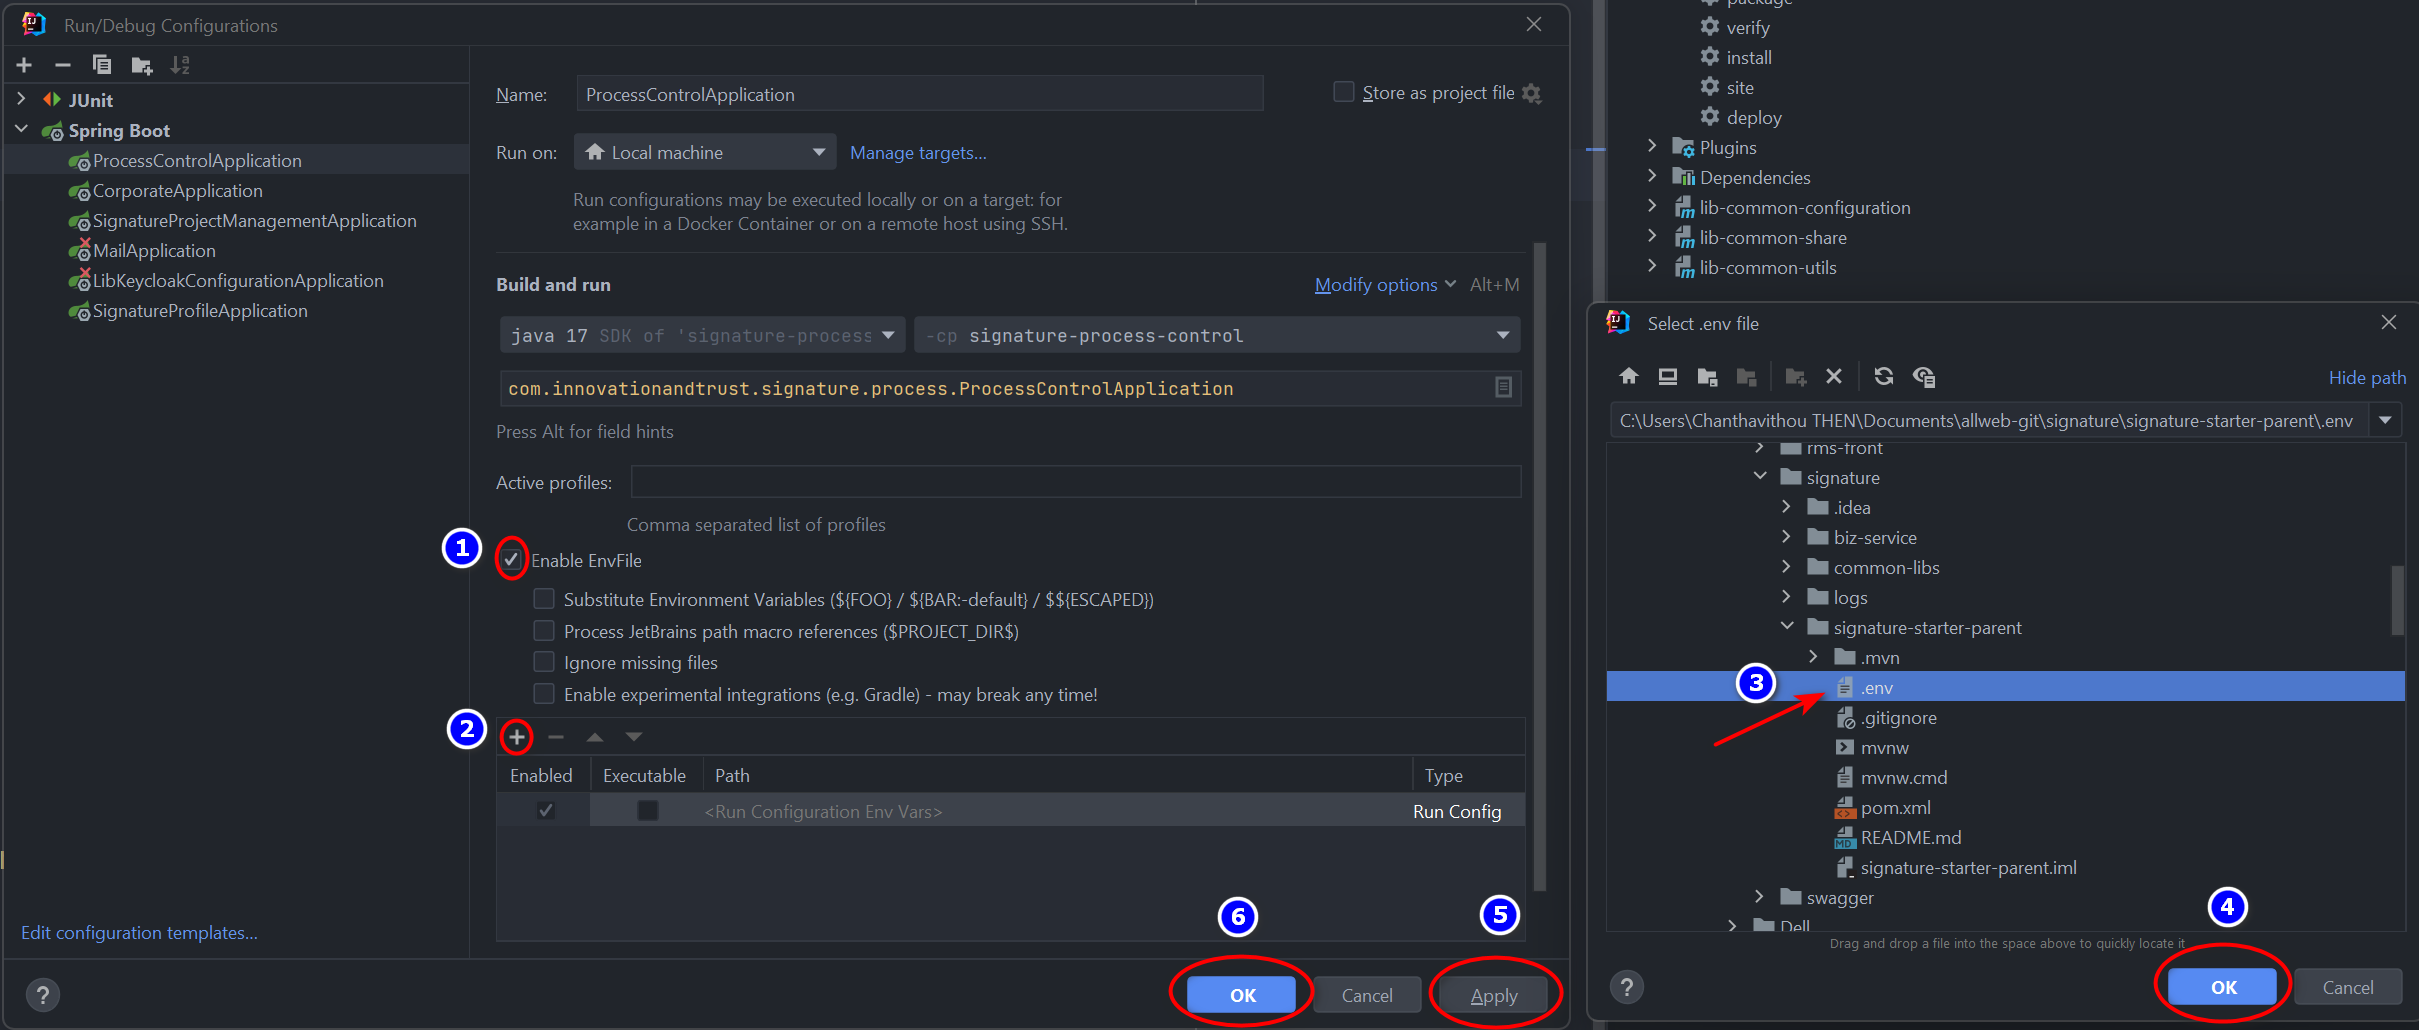 Run/Debug Configurations
JUnit
Spring Boot
ProcessControlApplication
CorporateApplication
SignatureProjectManagementApplication
MailApplication
LibKeycloakConfigurationApplication
SignatureProfileApplication
Edit configuration templates...
?
Name: ProcessControlApplication Store as project file
Run on: Local machine Manage targets...
Run configurations may be executed locally or on a target: for
example in a Docker Container or on a remote host using SSH.
Build and run Modify options Alt+M
java 17 SDK of 'signature-process -cp signature-process-control
com.innovationandtrust.signature.process.ProcessControlApplication
Press Alt for field hints
Active profiles:
Comma separated list of profiles
1 Enable EnvFile
Substitute Environment Variables (${FOO} / ${BAR:-default} / $${ESCAPED})
Process JetBrains path macro references ($PROJECT_DIR$)
Ignore missing files
Enable experimental integrations (e.g. Gradle) - may break any time!
2
Enabled Executable Path Type
<Run Configuration Env Vars> Run Config
6 5
OK Cancel Apply
package
verify
install
site
deploy
Plugins
Dependencies
lib-common-configuration
lib-common-share
lib-common-utils
Select .env file
Hide path
C:\Users\Chanthavithou THEN\Documents\allweb-git\signature\signature-starter-parent\.env
rms-front
signature
.idea
biz-service
common-libs
logs
signature-starter-parent
.mvn
3 .env
.gitignore
mvnw
mvnw.cmd
pom.xml
README.md
signature-starter-parent.iml
swagger
Dell
4
Drag and drop a file into the space above to quickly locate it
? OK Cancel